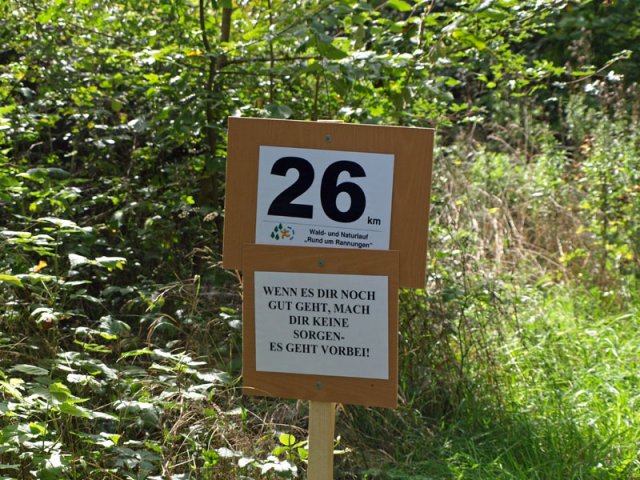 26
km
Wald- und Naturlauf
„Rund um Rannungen"
WENN ES DIR NOCH
GUT GEHT, MACH
DIR KEINE
SORGEN-
ES GEHT VORBEI!